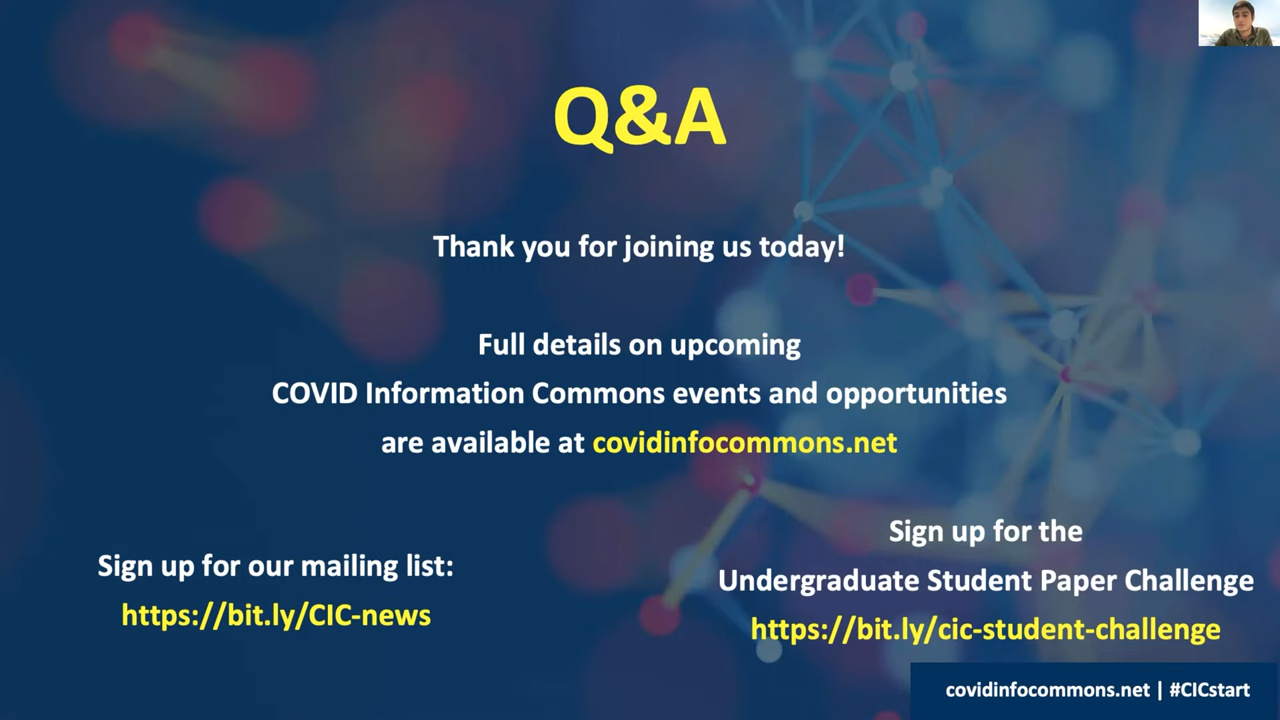 Q&A
Thank you for joining us today!
Full details on upcoming
COVID Information Commons events and opportunities
are available at covidinfocommons.net
Sign up for our mailing list:
https://bit.ly/CIC-news
Sign up for the
Undergraduate Student Paper Challenge
https://bit.ly/cic-student-challenge
covidinfocommons.net | #CICstart